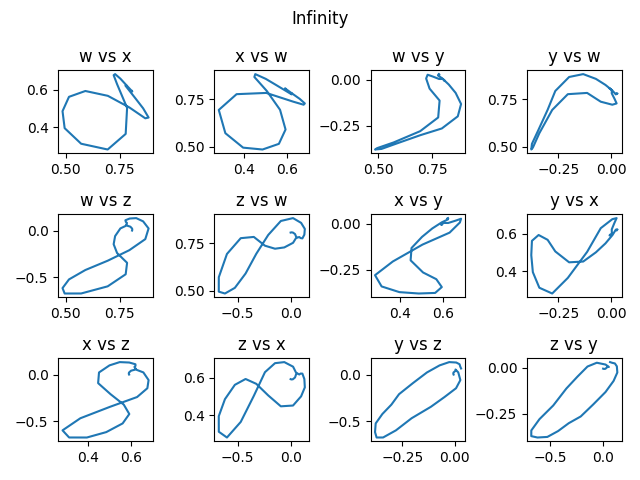 Infinity
w vs x
x vs w
w vs y
y vs w
0.6
0.4
0.50 0.75
0.75
0.50
0.4 0.6
0.00
−0.25
0.50 0.75
0.75
0.50
−0.25 0.00
w vs z
z vs w
x vs y
y vs x
0.0
−0.5
0.50 0.75
0.75
0.50
−0.5 0.0
0.00
−0.25
0.4 0.6
0.6
0.4
−0.25 0.00
x vs z
z vs x
y vs z
z vs y
0.0
−0.5
0.4 0.6
0.6
0.4
−0.5 0.0
0.0
−0.5
−0.25 0.00
0.00
−0.25
−0.5 0.0